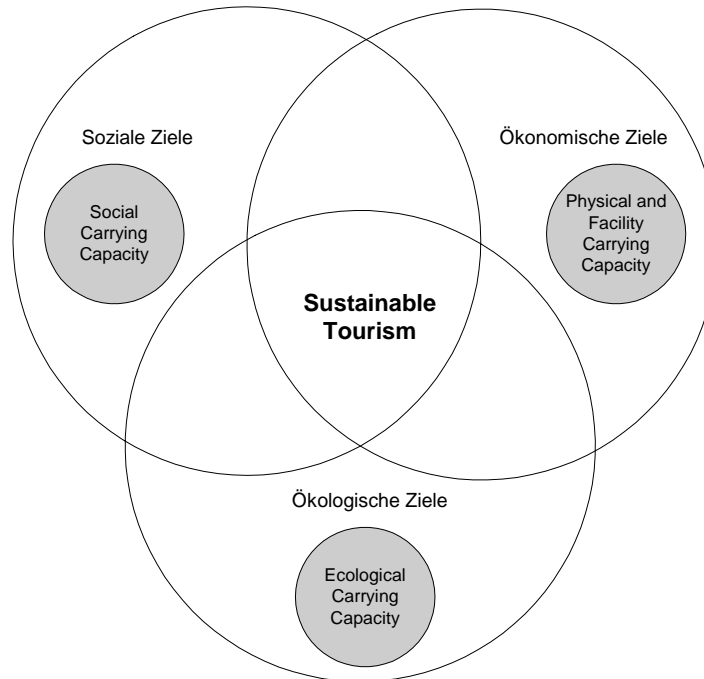 Soziale Ziele
Social
Carrying
Capacity
Ökonomische Ziele
Physical and
Facility
Carrying
Capacity
Sustainable
Tourism
Ökologische Ziele
Ecological
Carrying
Capacity